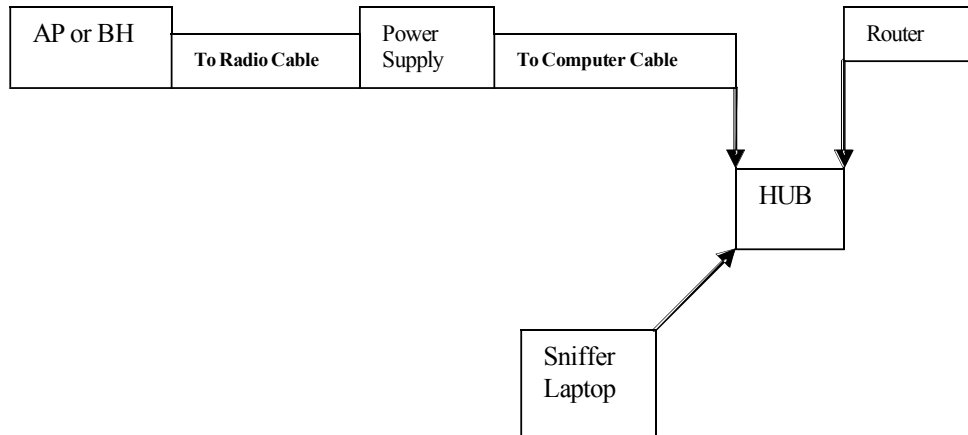 AP or BH
To Radio Cable
Power
Supply
To Computer Cable
Router
HUB
Sniffer
Laptop